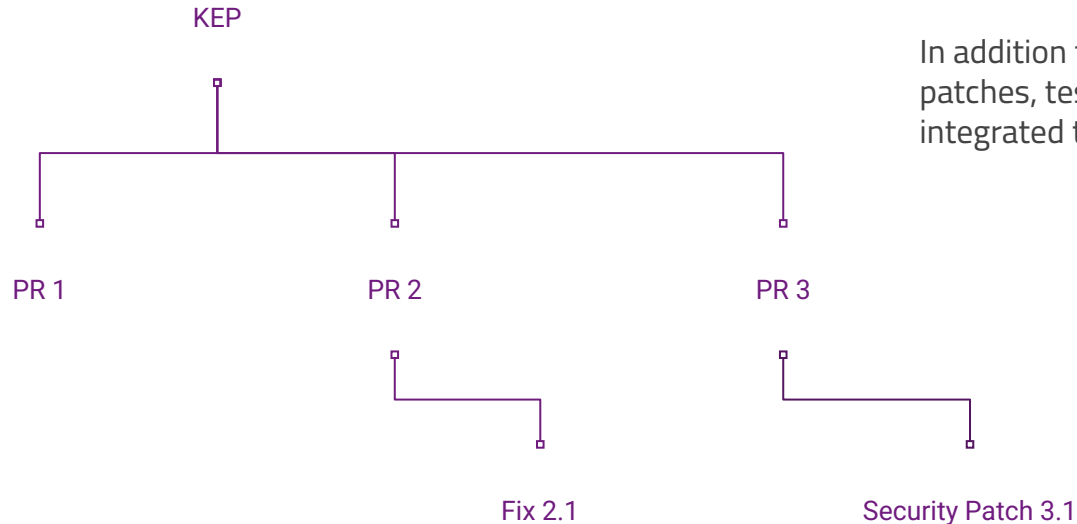 KEP
In addition
patches,
integrated
PR 1
PR 2
PR 3
Fix 2.1
Security Patch 3.1